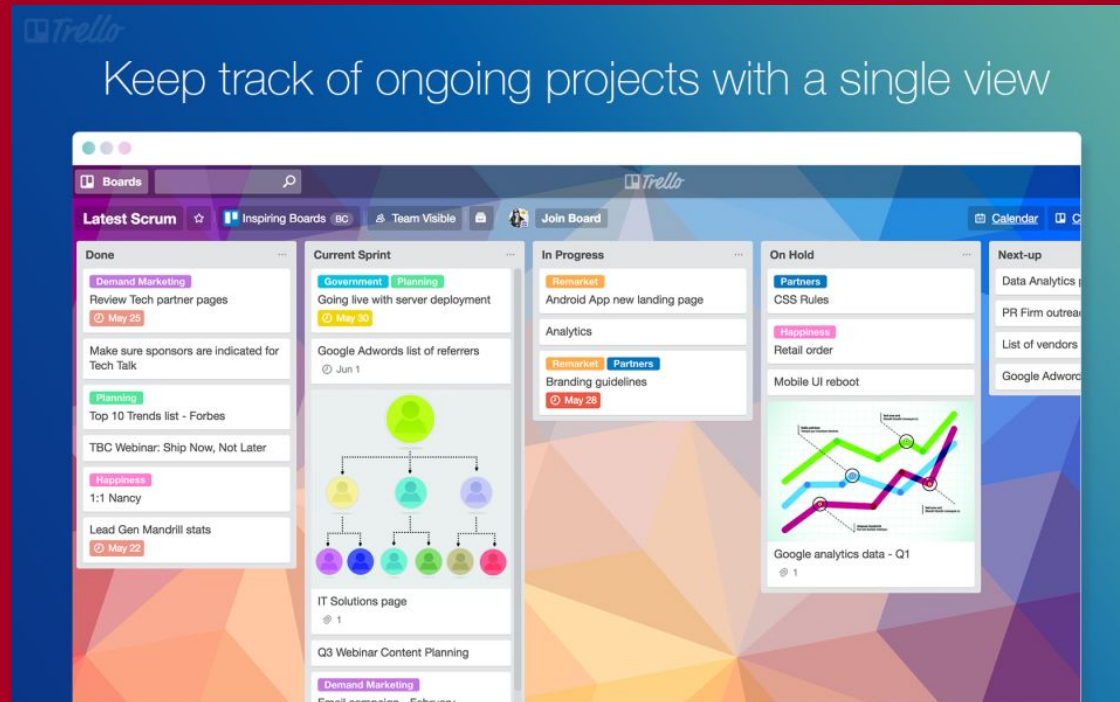 Trello
Keep track of ongoing projects with a single view
Boards
Trello
Latest Scrum
Inspiring Boards BC
Team Visible
Join Board
Calendar
Done
Demand Marketing
Review Tech partner pages
May 25
Make sure sponsors are indicated for
Tech Talk
Planning
Top 10 Trends list - Forbes
TBC Webinar: Ship Now, Not Later
Happiness
1:1 Nancy
Lead Gen Mandrill stats
May 22
Current Sprint
Government Planning
Going live with server deployment
May 30
Google Adwords list of referrers
Jun 1
IT Solutions page
1
Q3 Webinar Content Planning
Demand Marketing
Email campaign - February
In Progress
Remarket
Android App new landing page
Analytics
Remarket Partners
Branding guidelines
May 28
On Hold
Partners
CSS Rules
Happiness
Retail order
Mobile UI reboot
Google analytics data - Q1
1
Next-up
Data Analytics
PR Firm
List of vendors
Google